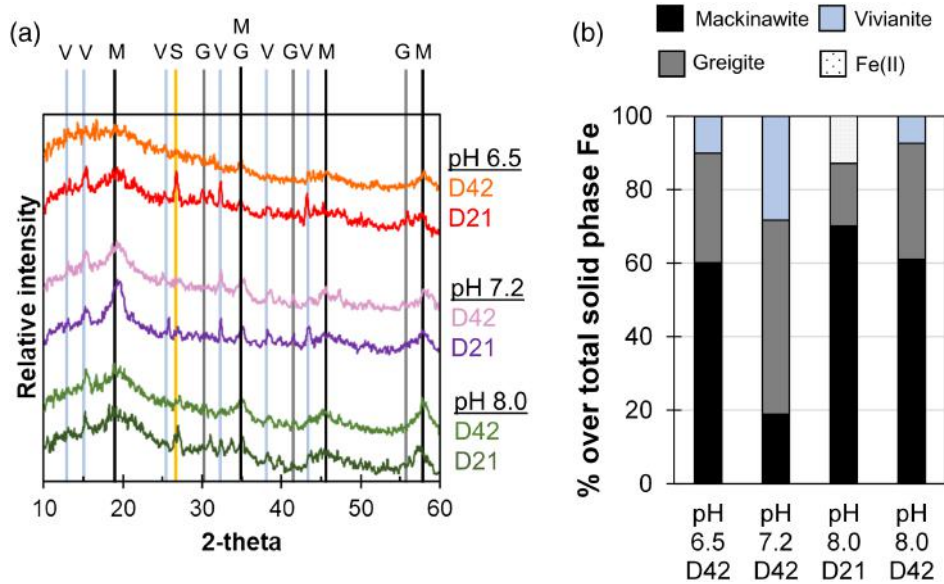 (a)
V V M V S G V M G V G V M G M
pH 6.5
D42
D21
pH 7.2
D42
D21
pH 8.0
D42
D21
Relative intensity
10 20 30 40 50 60
2-theta
(b)
Mackinawite Vivianite
Greigite Fe(II)
% over total solid phase Fe
100
80
60
40
20
0
pH pH pH pH
6.5 7.2 8.0 8.0
D42 D42 D21 D42